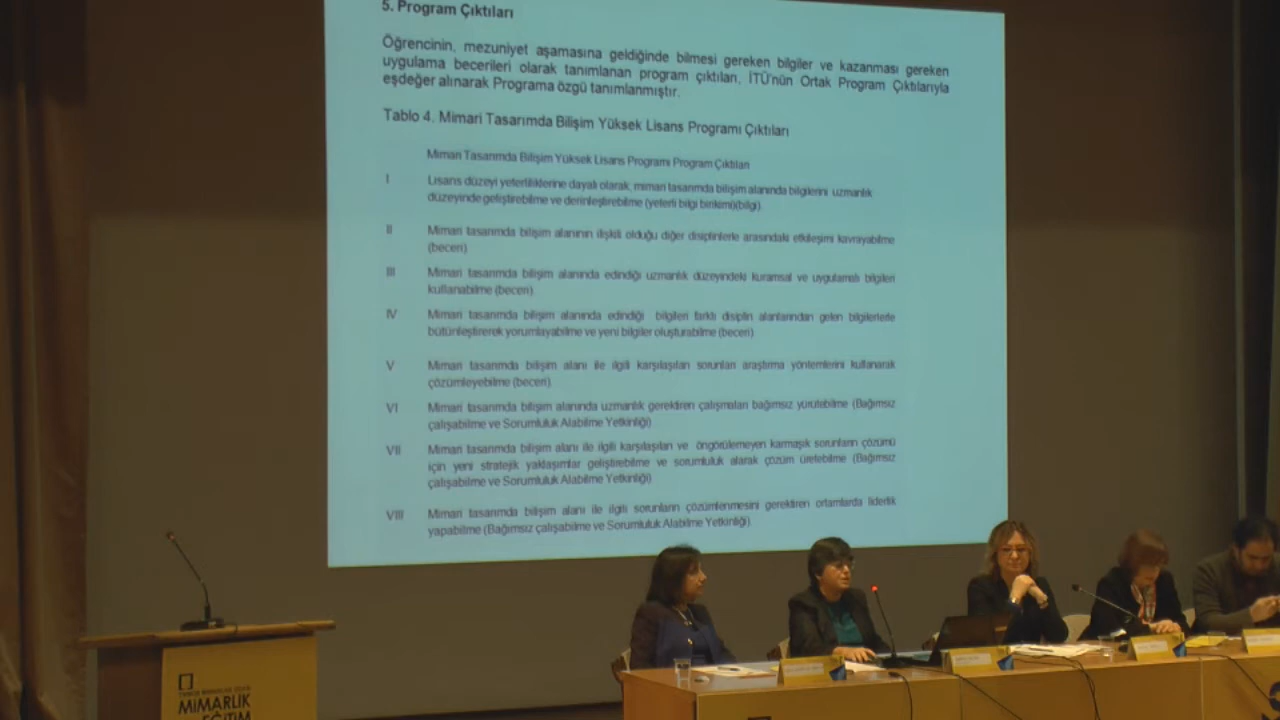 5. Program Çıktıları
Öğrencinin, mezuniyet aşamasına geldiğinde bilmesi gereken bilgiler ve kazanması gereken
uygulama becerileri olarak tanımlanan program çıktıları, İTÜ'nün Ortak Program Çıktılarıyla
eşdeğer alınarak Programa özgü tanımlanmıştır.
Tablo 4. Mimari Tasarımda Bilişim Yüksek Lisans Programı Çıktıları
Mimari Tasarımda Bilişim Yüksek Lisans Programı Program Çıktıları
I Lisans düzeyi yeterliliklerine dayalı olarak, mimari tasarımda bilişim alanında bilgilerini uzmanlık
düzeyinde geliştirebilme ve derinleştirebilme (yeterli bilgi birikimi)(bilgi).
II Mimari tasarımda bilişim alanının ilişkili olduğu diğer disiplinlerle arasındaki etkileşimi kavrayabilme
(beceri).
III Mimari tasarımda bilişim alanında edindiği uzmanlık düzeyindeki kuramsal ve uygulamalı bilgileri
kullanabilme (beceri).
IV Mimari tasarımda bilişim alanında edindiği bilgileri farklı disiplin alanlarından gelen bilgilerlerle
bütünleştirerek yorumlayabilme ve yeni bilgiler oluşturabilme (beceri).
V Mimari tasarımda bilişim alanı ile ilgili karşılaşılan sorunları araştırma yöntemlerini kullanarak
çözümleyebilme (beceri).
VI Mimari tasarımda bilişim alanında uzmanlık gerektiren çalışmaları bağımsız yürütebilme (Bağımsız
çalışabilme ve Sorumluluk Alabilme Yetkinliği).
VII Mimari tasarımda bilişim alanı ile ilgili karşılaşılan ve öngörülemeyen karmaşık sorunların çözümü
için yeni stratejik yaklaşımlar geliştirebilme ve sorumluluk alarak çözüm üretebilme (Bağımsız
çalışabilme ve Sorumluluk Alabilme Yetkinliği).
VIII Mimari tasarımda bilişim alanı ile ilgili sorunların çözümlenmesini gerektiren ortamlarda liderlik
yapabilme (Bağımsız çalışabilme ve Sorumluluk Alabilme Yetkinliği).
TMMOB MİMARLAR ODASI
MİMARLIK
EĞİTİM